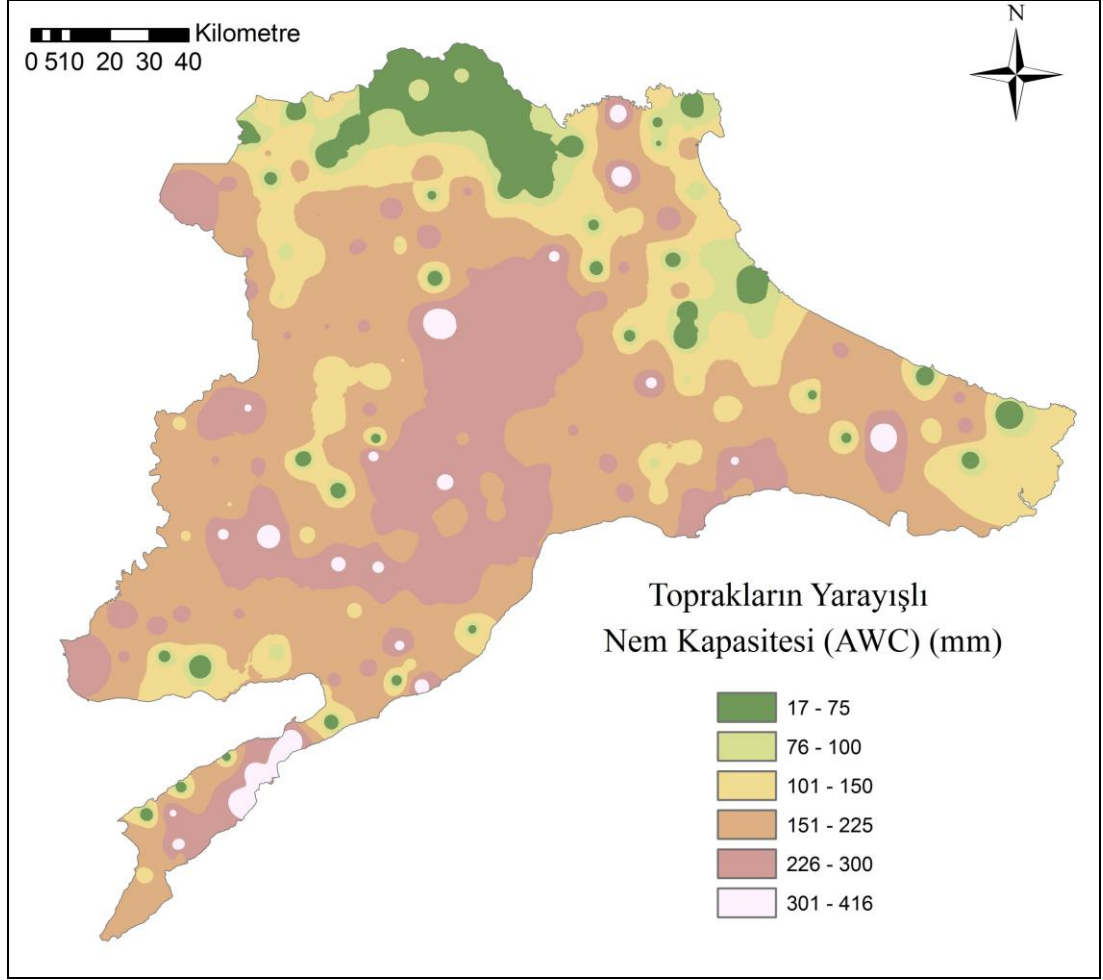 Kilometre
0 510 20 30 40
N
Toprakların Yarayışlı
Nem Kapasitesi (AWC) (mm)
17 - 75
76 - 100
101 - 150
151 - 225
226 - 300
301 - 416